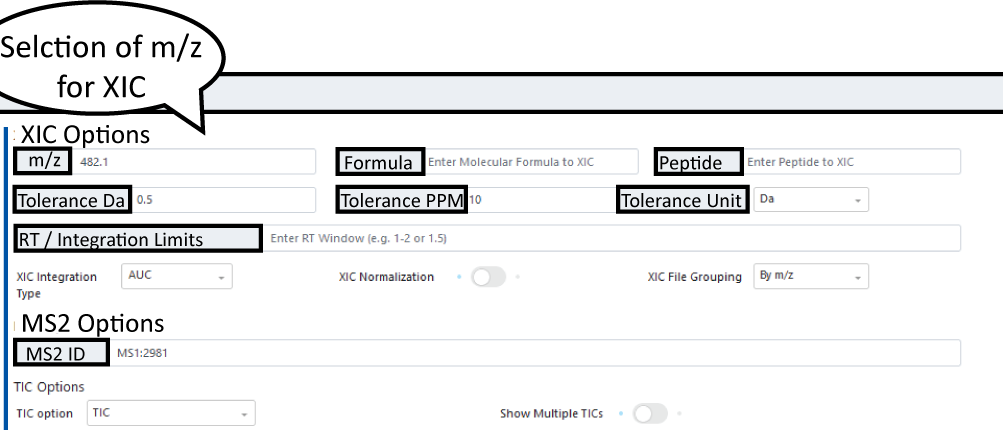 Selction of m/z
for XIC
XIC Options
m/z 482.1 Formula Enter Molecular Formula to XIC Peptide Enter Peptide to XIC
Tolerance Da 0.5 Tolerance PPM 10 Tolerance Unit Da
RT / Integration Limits Enter RT Window (e.g. 1-2 or 1.5)
XIC Integration Type AUC XIC Normalization XIC File Grouping By m/z
MS2 Options
MS2 ID MS1:2981
TIC Options
TIC option TIC Show Multiple TICs